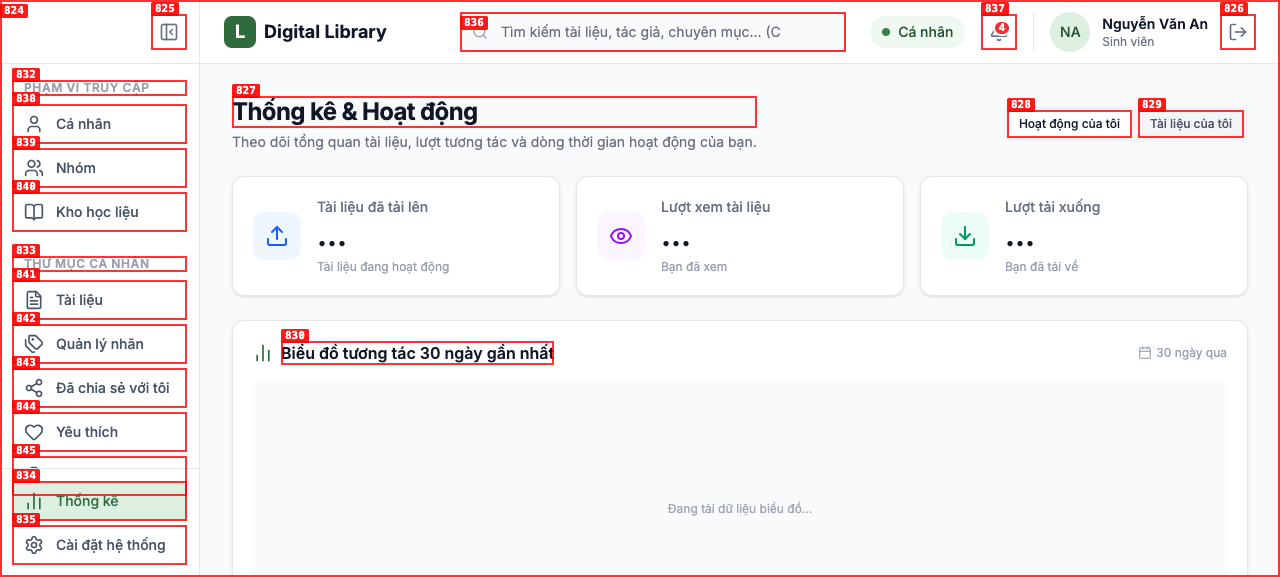 824
825
L Digital Library
836 Tìm kiếm tài liệu, tác giả, chuyên mục... (C
Cá nhân
837
4
NA
Nguyễn Văn An
Sinh viên
826
832
PHẠM VI TRUY CẬP
838
Cá nhân
839
Nhóm
840
Kho học liệu
833
THƯ MỤC CÁ NHÂN
841
Tài liệu
842
Quản lý nhãn
843
Đã chia sẻ với tôi
844
Yêu thích
845
834
Thống kê
835
Cài đặt hệ thống
827
Thống kê & Hoạt động
Theo dõi tổng quan tài liệu, lượt tương tác và dòng thời gian hoạt động của bạn.
828
Hoạt động của tôi
829
Tài liệu của tôi
Tài liệu đã tải lên
...
Tài liệu đang hoạt động
Lượt xem tài liệu
...
Bạn đã xem
Lượt tải xuống
...
Bạn đã tải về
830
Biểu đồ tương tác 30 ngày gần nhất
30 ngày qua
Đang tải dữ liệu biểu đồ...